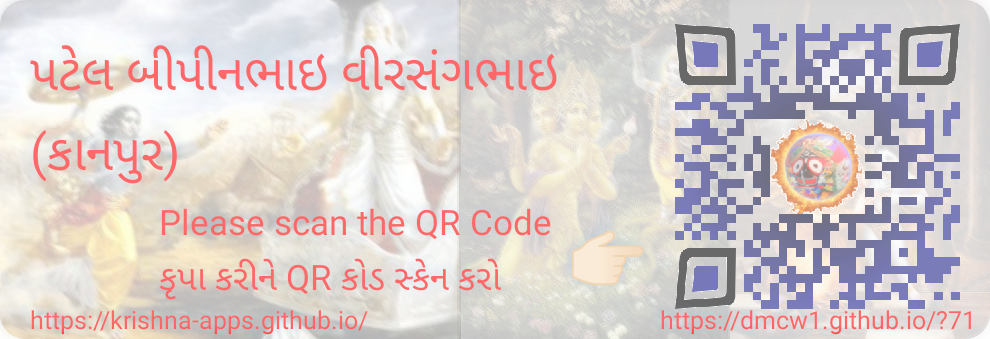 પટેલ બીપીનભાઇ વીરસંગભાઇ
(કાનપુર)
Please scan the QR Code
કૃપા કરીને QR કોડ સ્કેન કરો
https://krishna-apps.github.io/
https://dmcw1.github.io/?71